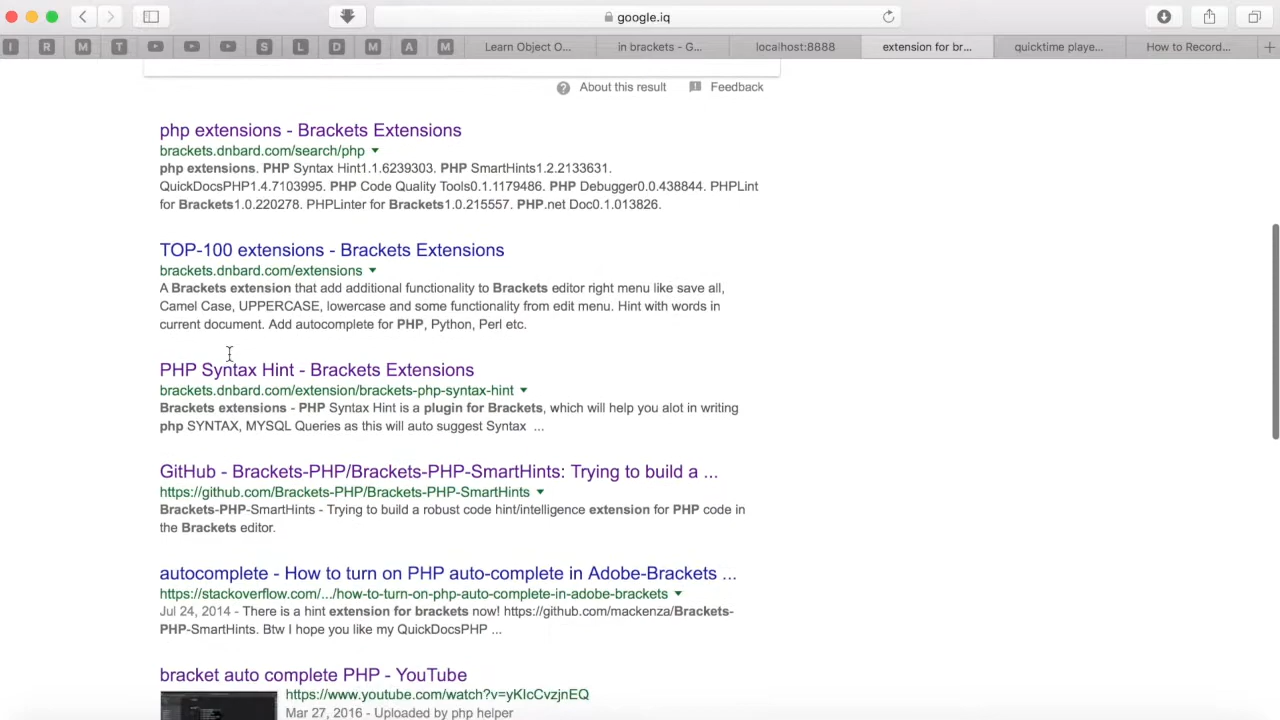 google.iq
I R M T S L D M A M Learn Object O... in brackets - G... localhost:8888 extension for br... quicktime playe... How to Record...
About this result Feedback
php extensions - Brackets Extensions
brackets.dnbard.com/search/php
php extensions. PHP Syntax Hint1.1.6239303. PHP SmartHints1.2.2133631.
QuickDocsPHP1.4.7103995. PHP Code Quality Tools0.1.1179486. PHP Debugger0.0.438844. PHPLint
for Brackets1.0.220278. PHPLinter for Brackets1.0.215557. PHP.net Doc0.1.013826.
TOP-100 extensions - Brackets Extensions
brackets.dnbard.com/extensions
A Brackets extension that add additional functionality to Brackets editor right menu like save all,
Camel Case, UPPERCASE, lowercase and some functionality from edit menu. Hint with words in
current document. Add autocomplete for PHP, Python, Perl etc.
PHP Syntax Hint - Brackets Extensions
brackets.dnbard.com/extension/brackets-php-syntax-hint
Brackets extensions - PHP Syntax Hint is a plugin for Brackets, which will help you alot in writing
php SYNTAX, MYSQL Queries as this will auto suggest Syntax ...
GitHub - Brackets-PHP/Brackets-PHP-SmartHints: Trying to build a ...
https://github.com/Brackets-PHP/Brackets-PHP-SmartHints
Brackets-PHP-SmartHints - Trying to build a robust code hint/intelligence extension for PHP code in
the Brackets editor.
autocomplete - How to turn on PHP auto-complete in Adobe-Brackets ...
https://stackoverflow.com/.../how-to-turn-on-php-auto-complete-in-adobe-brackets
Jul 24, 2014 - There is a hint extension for brackets now! https://github.com/mackenza/Brackets-
PHP-SmartHints. Btw I hope you like my QuickDocsPHP ...
bracket auto complete PHP - YouTube
https://www.youtube.com/watch?v=yKIcCvzjnEQ
Mar 27, 2016 - Uploaded by php helper